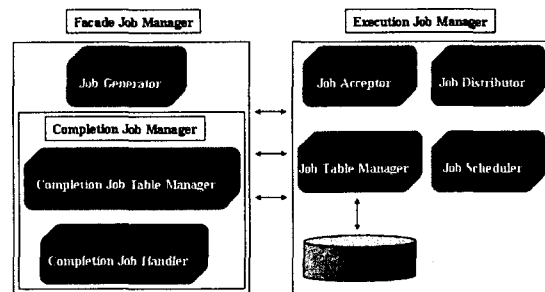 Facade Job Manager
Execution Job Manager
Job Generator
Job Acceptor
Job Distributor
Completion Job Manager
Completion Job Table Manager
Job Table Manager
Job Scheduler
Completion Job Handler